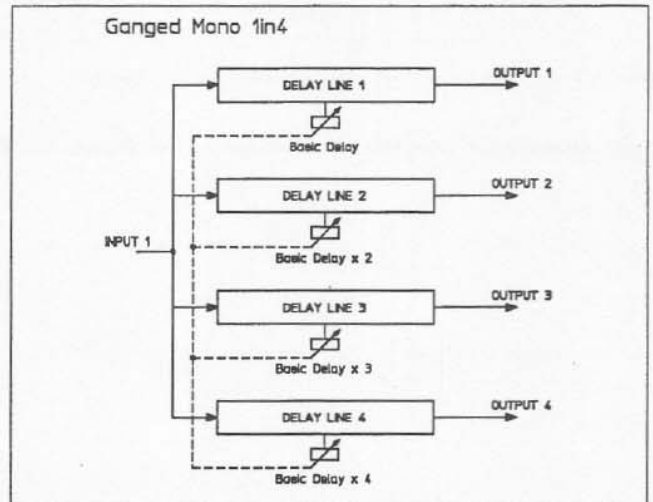 Ganged Mono 1in4
OUTPUT 1
DELAY LINE 1
Basic Delay
OUTPUT 2
DELAY LINE 2
INPUT 1
Basic Delay x 2
OUTPUT 3
DELAY LINE 3
Basic Delay x 3
OUTPUT 4
DELAY LINE 4
Basic Delay x 4